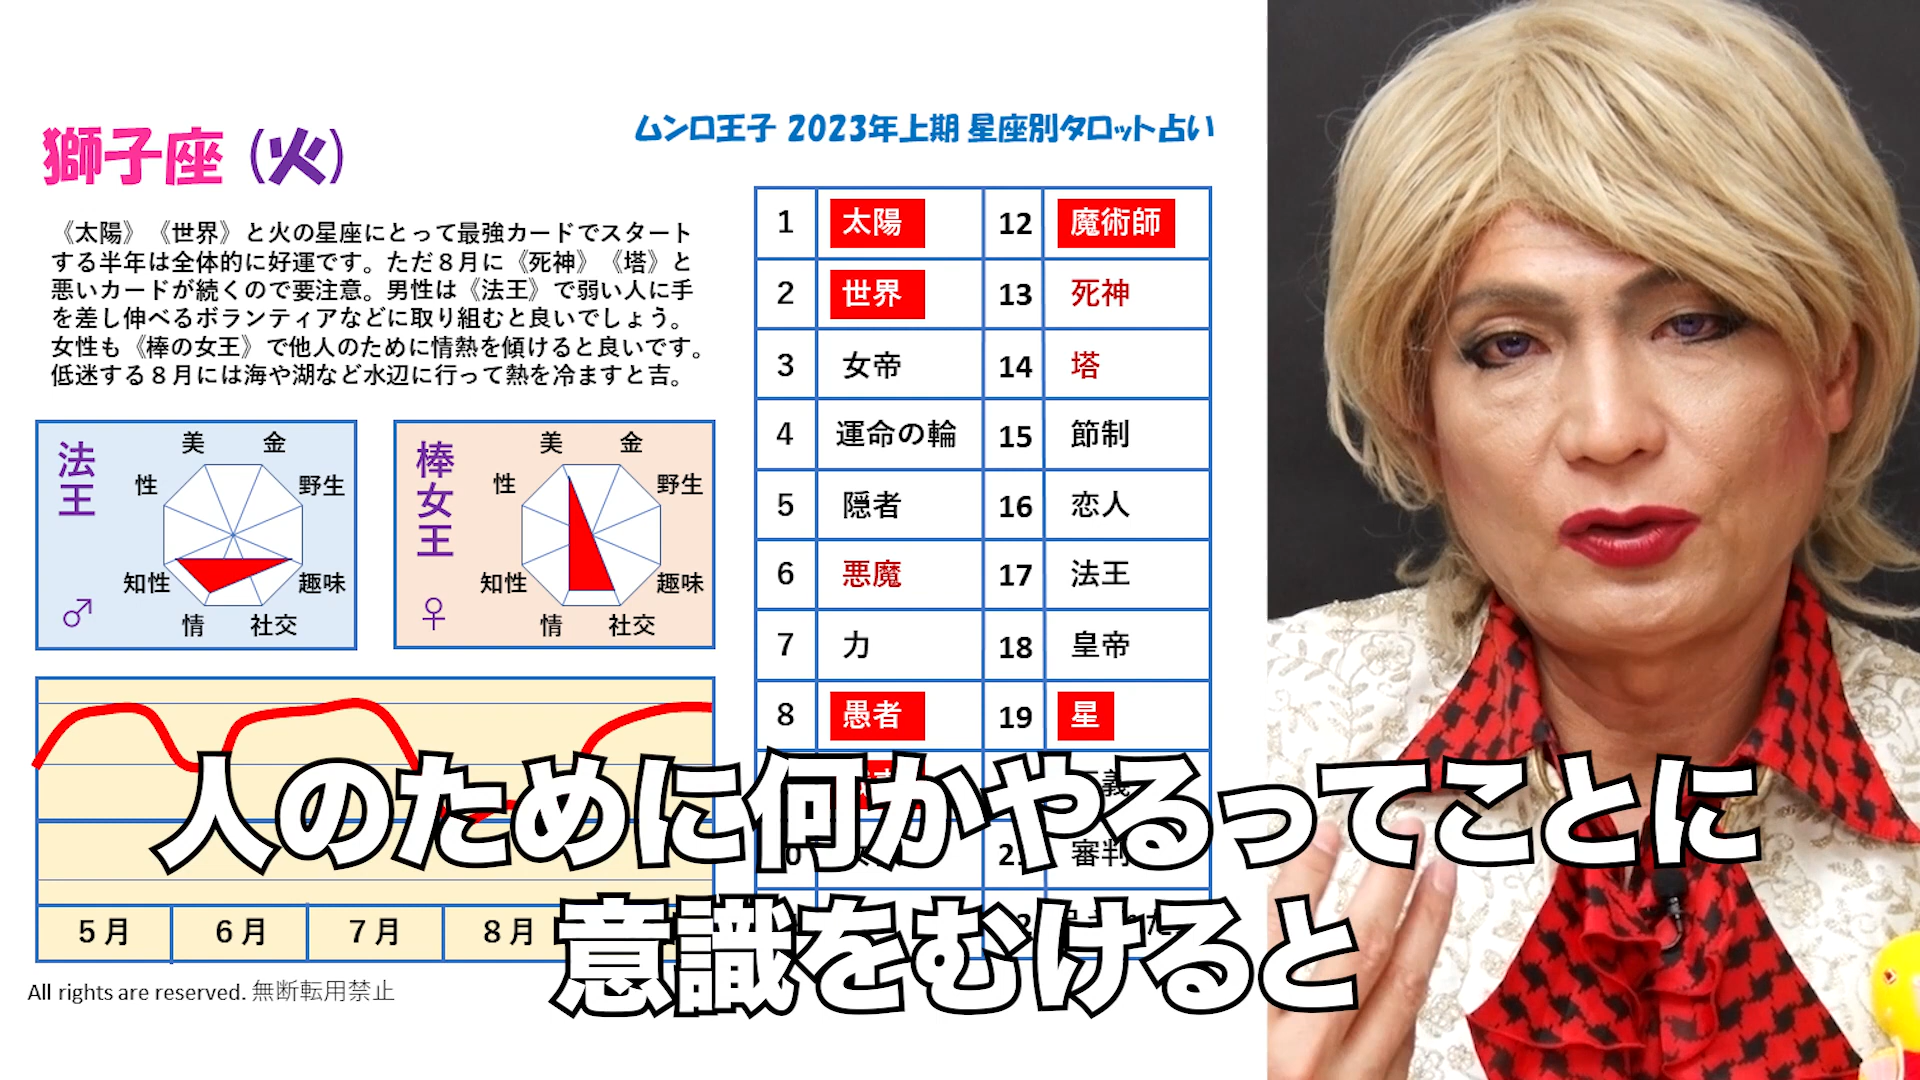 獅子座 (火)
ムンロ王子 2023年上期 星座別タロット占い
《太陽》《世界》と火の星座にとって最強カードでスタート
する半年は全体的に好運です。ただ８月に《死神》《塔》と
悪いカードが続くので要注意。男性は《法王》で弱い人に手
を差し伸べるボランティアなどに取り組むと良いでしょう。
女性も《棒の女王》で他人のために情熱を傾けると良いです。
低迷する８月には海や湖など水辺に行って熱を冷ますと吉。
法王
♂
美 金
性 野生
知性 趣味
情 社交
棒女王
♀
美 金
性 野生
知性 趣味
情 社交
1 太陽 12 魔術師
2 世界 13 死神
3 女帝 14 塔
4 運命の輪 15 節制
5 隠者 16 恋人
6 悪魔 17 法王
7 力 18 皇帝
8 愚者 19 星
審判
5月 6月 7月 8月
人のために何かやるってことに
意識をむけると
All rights are reserved. 無断転用禁止